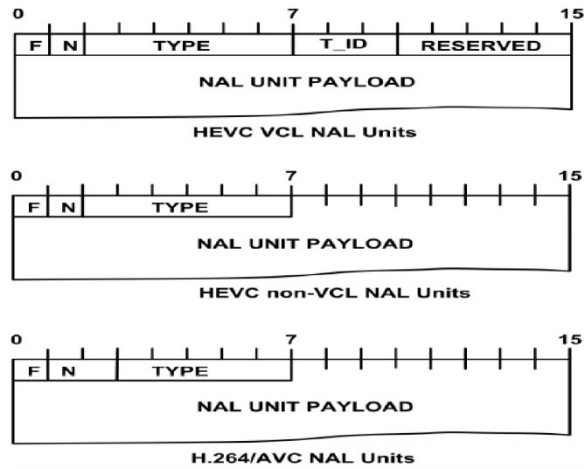 0 7 15
F N TYPE T_ID RESERVED
NAL UNIT PAYLOAD
HEVC VCL NAL Units
0 7 15
F N TYPE
NAL UNIT PAYLOAD
HEVC non-VCL NAL Units
0 7 15
F N TYPE
NAL UNIT PAYLOAD
H.264/AVC NAL Units